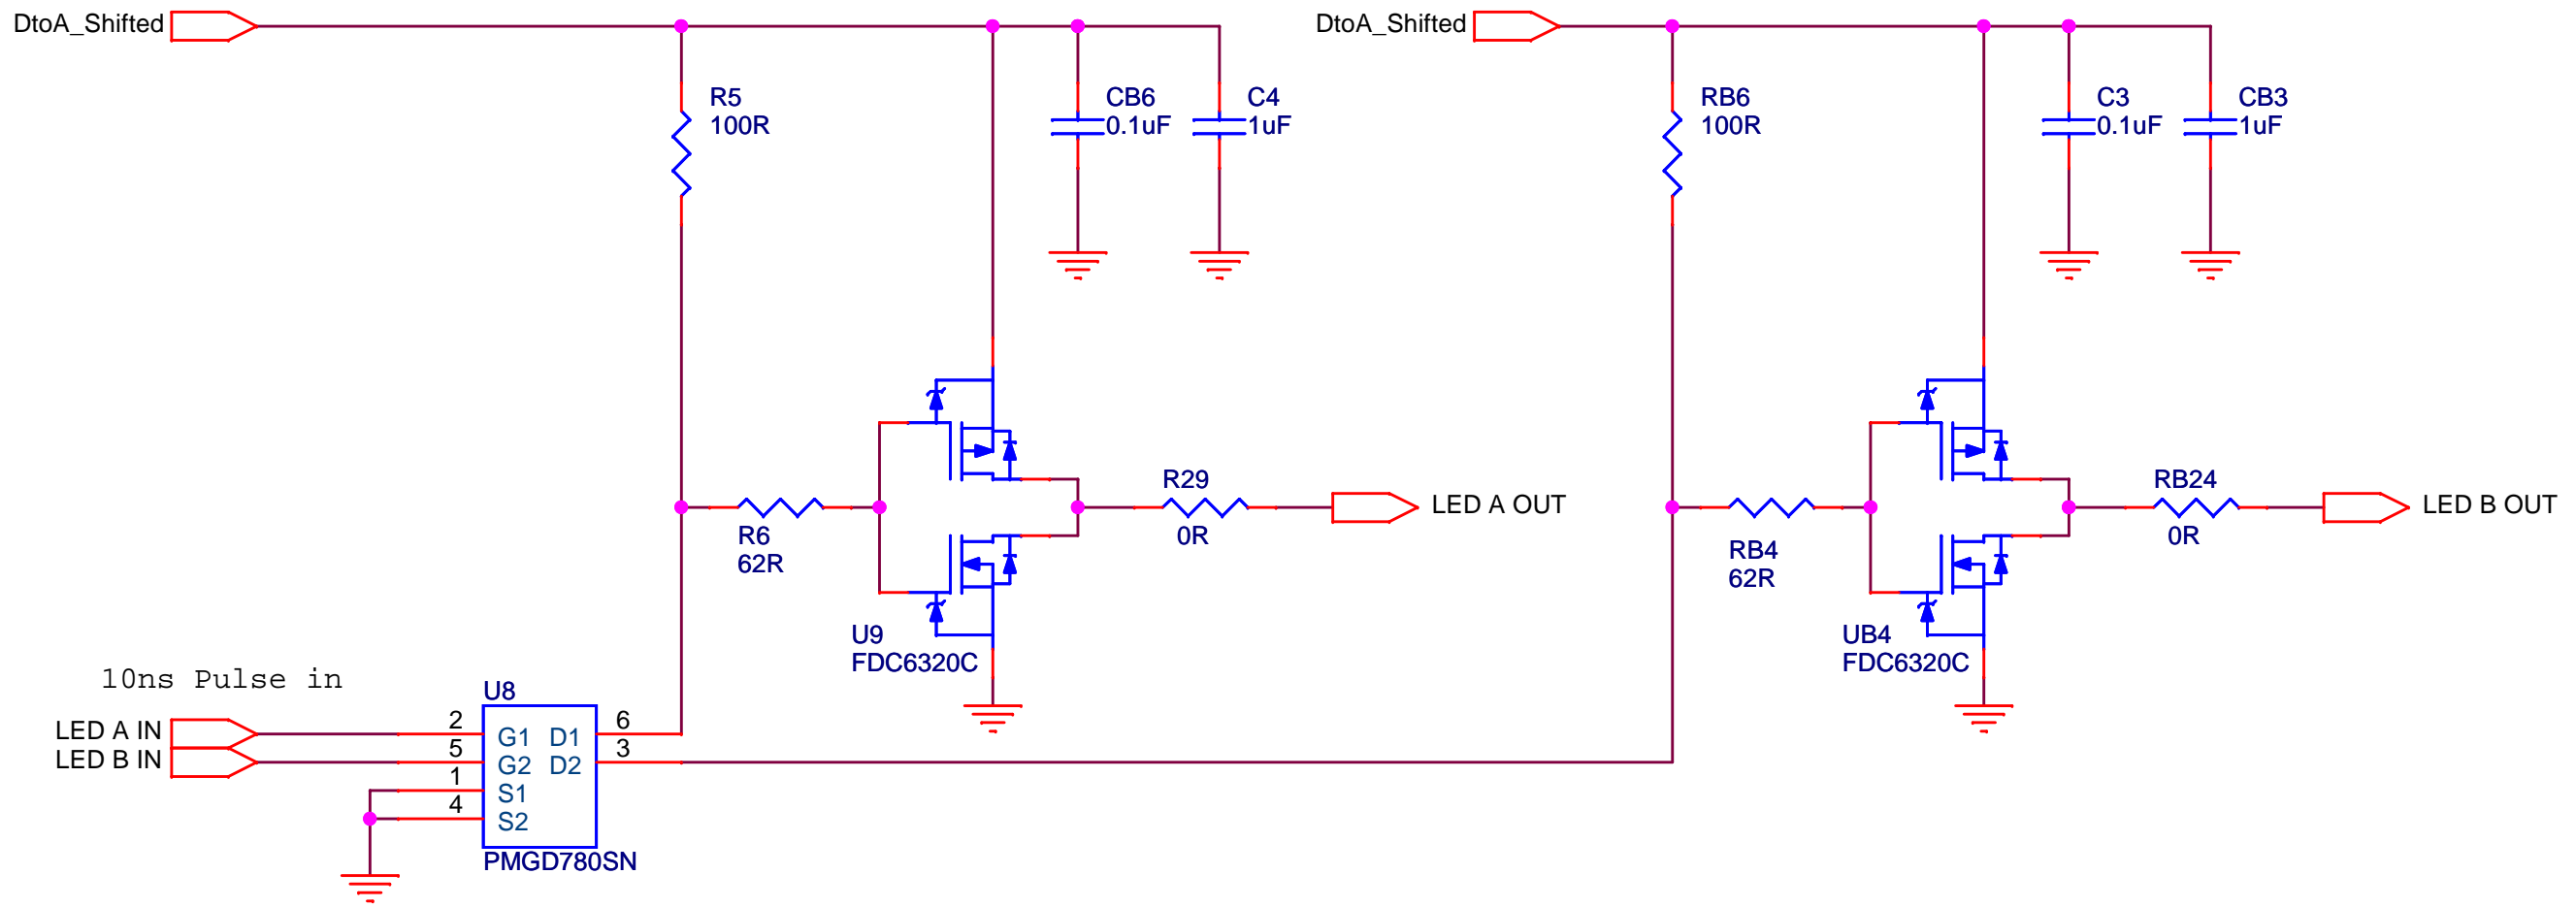 DtoA_Shifted
R5
100R
CB6
0.1uF
C4
1uF
DtoA_Shifted
RB6
100R
C3
0.1uF
CB3
1uF
R6
62R
R29
0R
LED A OUT
U9
FDC6320C
RB4
62R
RB24
0R
LED B OUT
UB4
FDC6320C
10ns Pulse in
LED A IN
LED B IN
U8
2
5
1
4
G1 D1
G2 D2
S1
S2
6
3
PMGD780SN